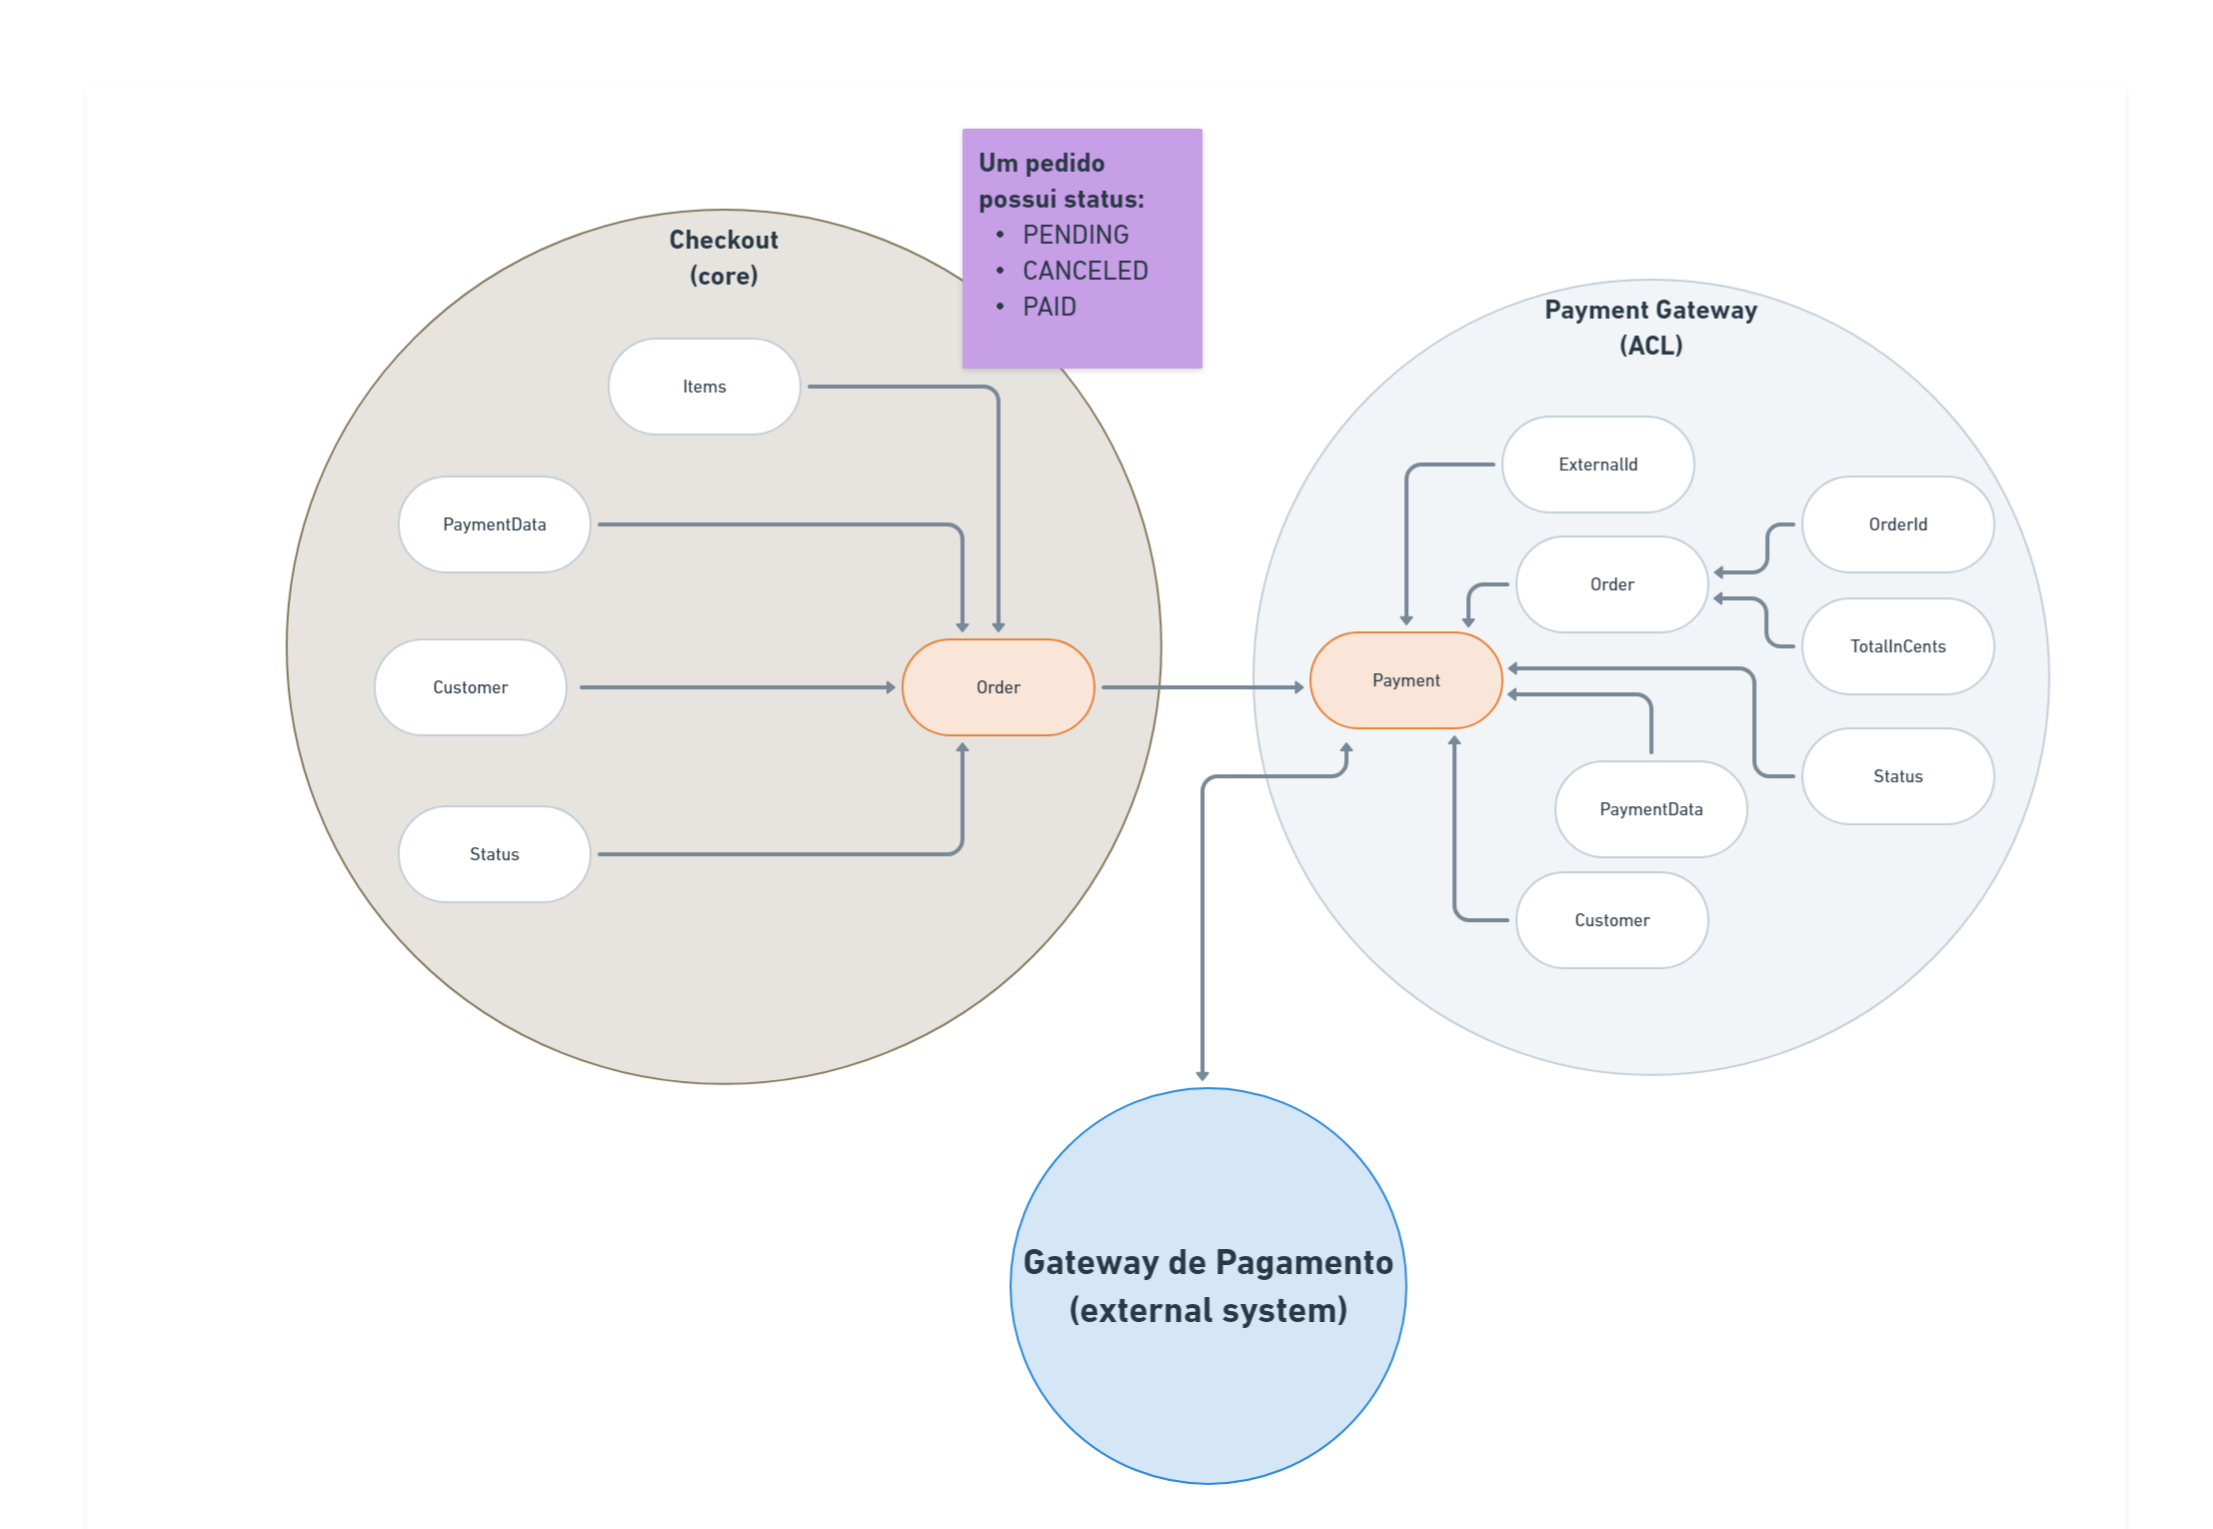 Um pedido
possui status:
• PENDING
• CANCELED
• PAID
Checkout
(core)
Items
PaymentData
Customer
Order
Status
Payment Gateway
(ACL)
ExternalId
OrderId
Order
TotalInCents
Payment
Status
PaymentData
Customer
Gateway de Pagamento
(external system)